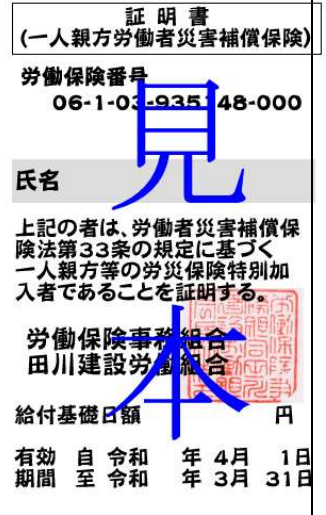 証明書
(一人親方労働者災害補償保険)
労働保険番号
06-1-03-935148-000
氏名
上記の者は、労働者災害補償保
険法第33条の規定に基づく
一人親方等の労災保険特別加
入者であることを証明する。
労働保険事務組合
田川建設労働組合
給付基礎日額 円
有効 自 令和 年 4月 1日
期間 至 令和 年 3月 31日
見本